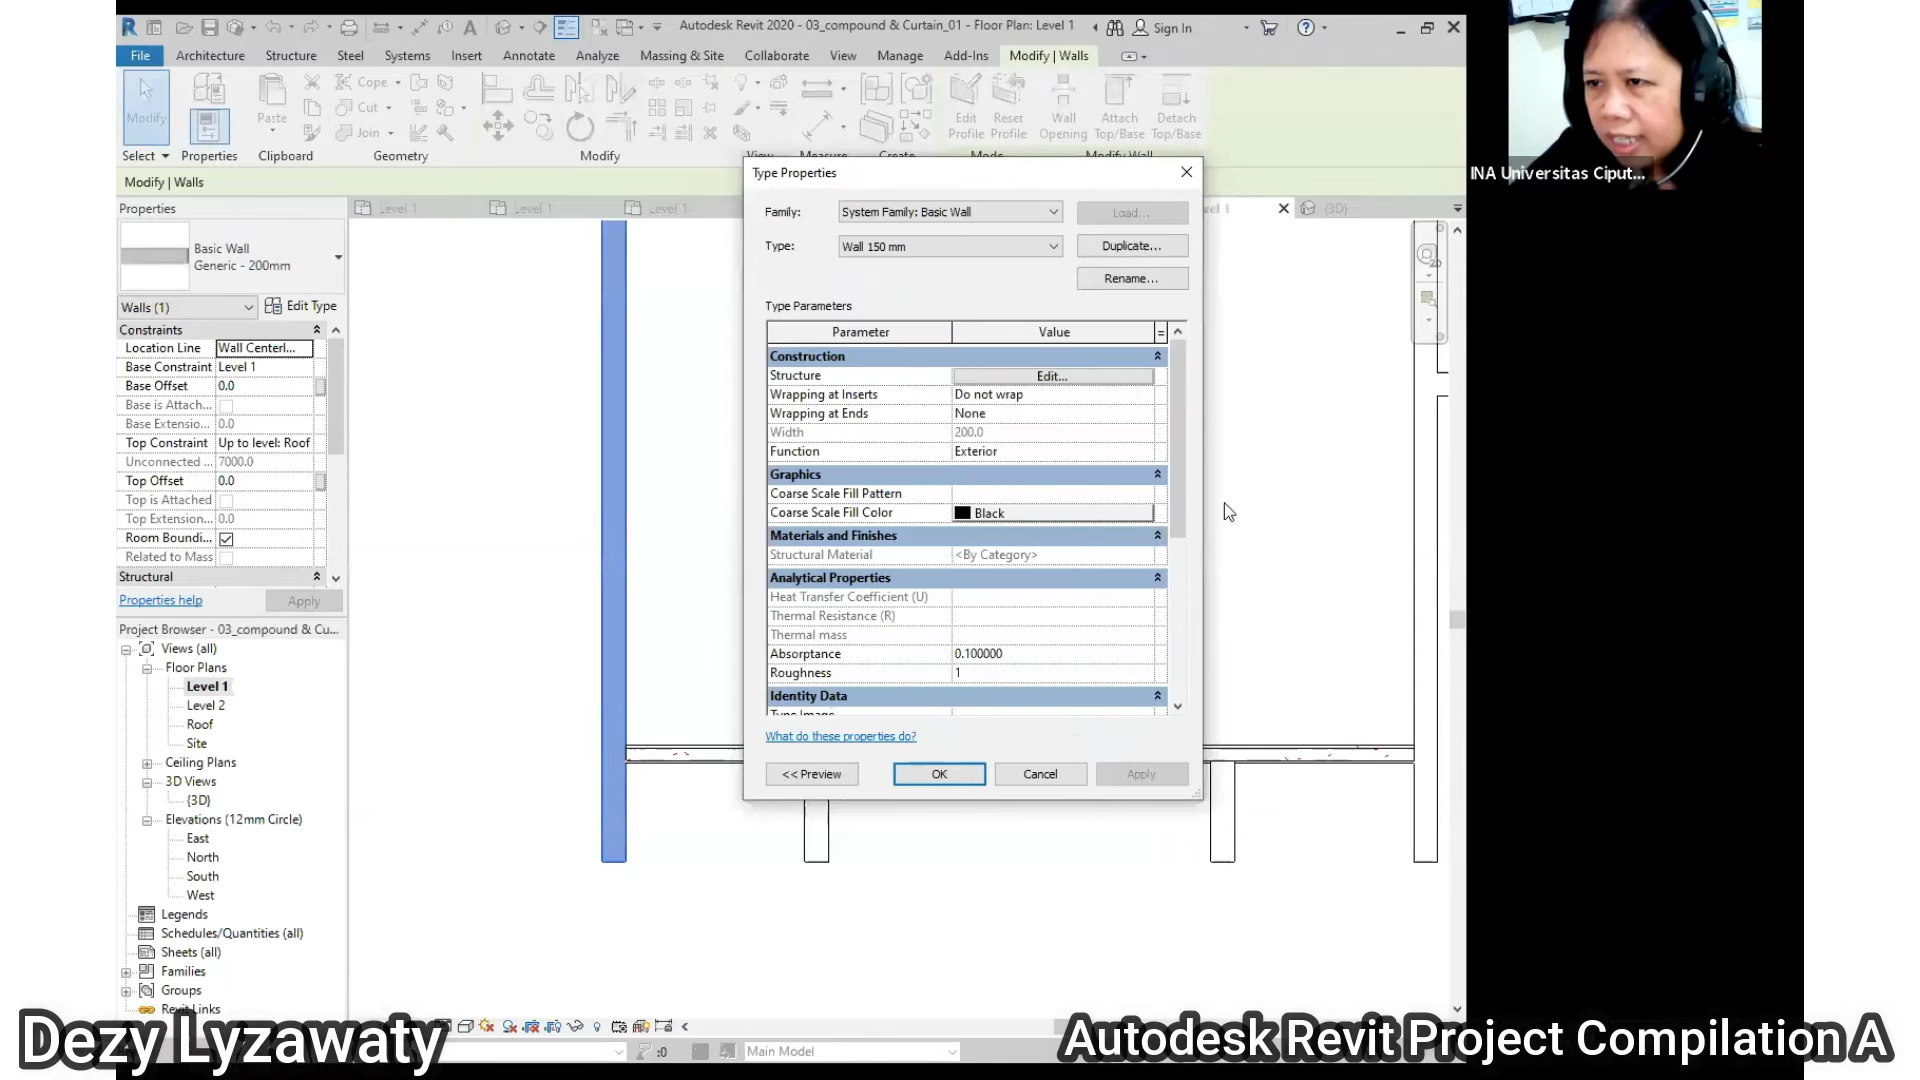 Autodesk Revit 2020 - 03_compound & Curtain_01 - Floor Plan: Level 1
Sign In
File Architecture Structure Steel Systems Insert Annotate Analyze Massing & Site Collaborate View Manage Add-Ins Modify | Walls
Modify
Paste
Cope
Cut
Join
Edit Profile
Reset Profile
Wall Opening
Attach Top/Base
Detach Top/Base
Select Properties Clipboard Geometry Modify View Measure Create Mode Modify Wall
INA Universitas Ciput...
Modify | Walls
Properties
Level 1
Level 1
Level 1
{3D}
Basic Wall
Generic - 200mm
Walls (1)
Edit Type
Constraints
Location Line Wall Centerl...
Base Constraint Level 1
Base Offset 0.0
Base is Attach...
Base Extensio... 0.0
Top Constraint Up to level: Roof
Unconnected ... 7000.0
Top Offset 0.0
Top is Attached
Top Extension... 0.0
Room Boundi...
Related to Mass
Structural
Properties help
Apply
Project Browser - 03_compound & Cu...
Views (all)
Floor Plans
Level 1
Level 2
Roof
Site
Ceiling Plans
3D Views
{3D}
Elevations (12mm Circle)
East
North
South
West
Legends
Schedules/Quantities (all)
Sheets (all)
Families
Groups
Revit Links
Type Properties
Family: System Family: Basic Wall Load...
Type: Wall 150 mm Duplicate...
Rename...
Type Parameters
Parameter Value =
Construction
Structure Edit...
Wrapping at Inserts Do not wrap
Wrapping at Ends None
Width 200.0
Function Exterior
Graphics
Coarse Scale Fill Pattern
Coarse Scale Fill Color Black
Materials and Finishes
Structural Material <By Category>
Analytical Properties
Heat Transfer Coefficient (U)
Thermal Resistance (R)
Thermal mass
Absorptance 0.100000
Roughness 1
Identity Data
Type Image
What do these properties do?
<< Preview OK Cancel Apply
:0
Main Model
Dezy Lyzawaty
Autodesk Revit Project Compilation A